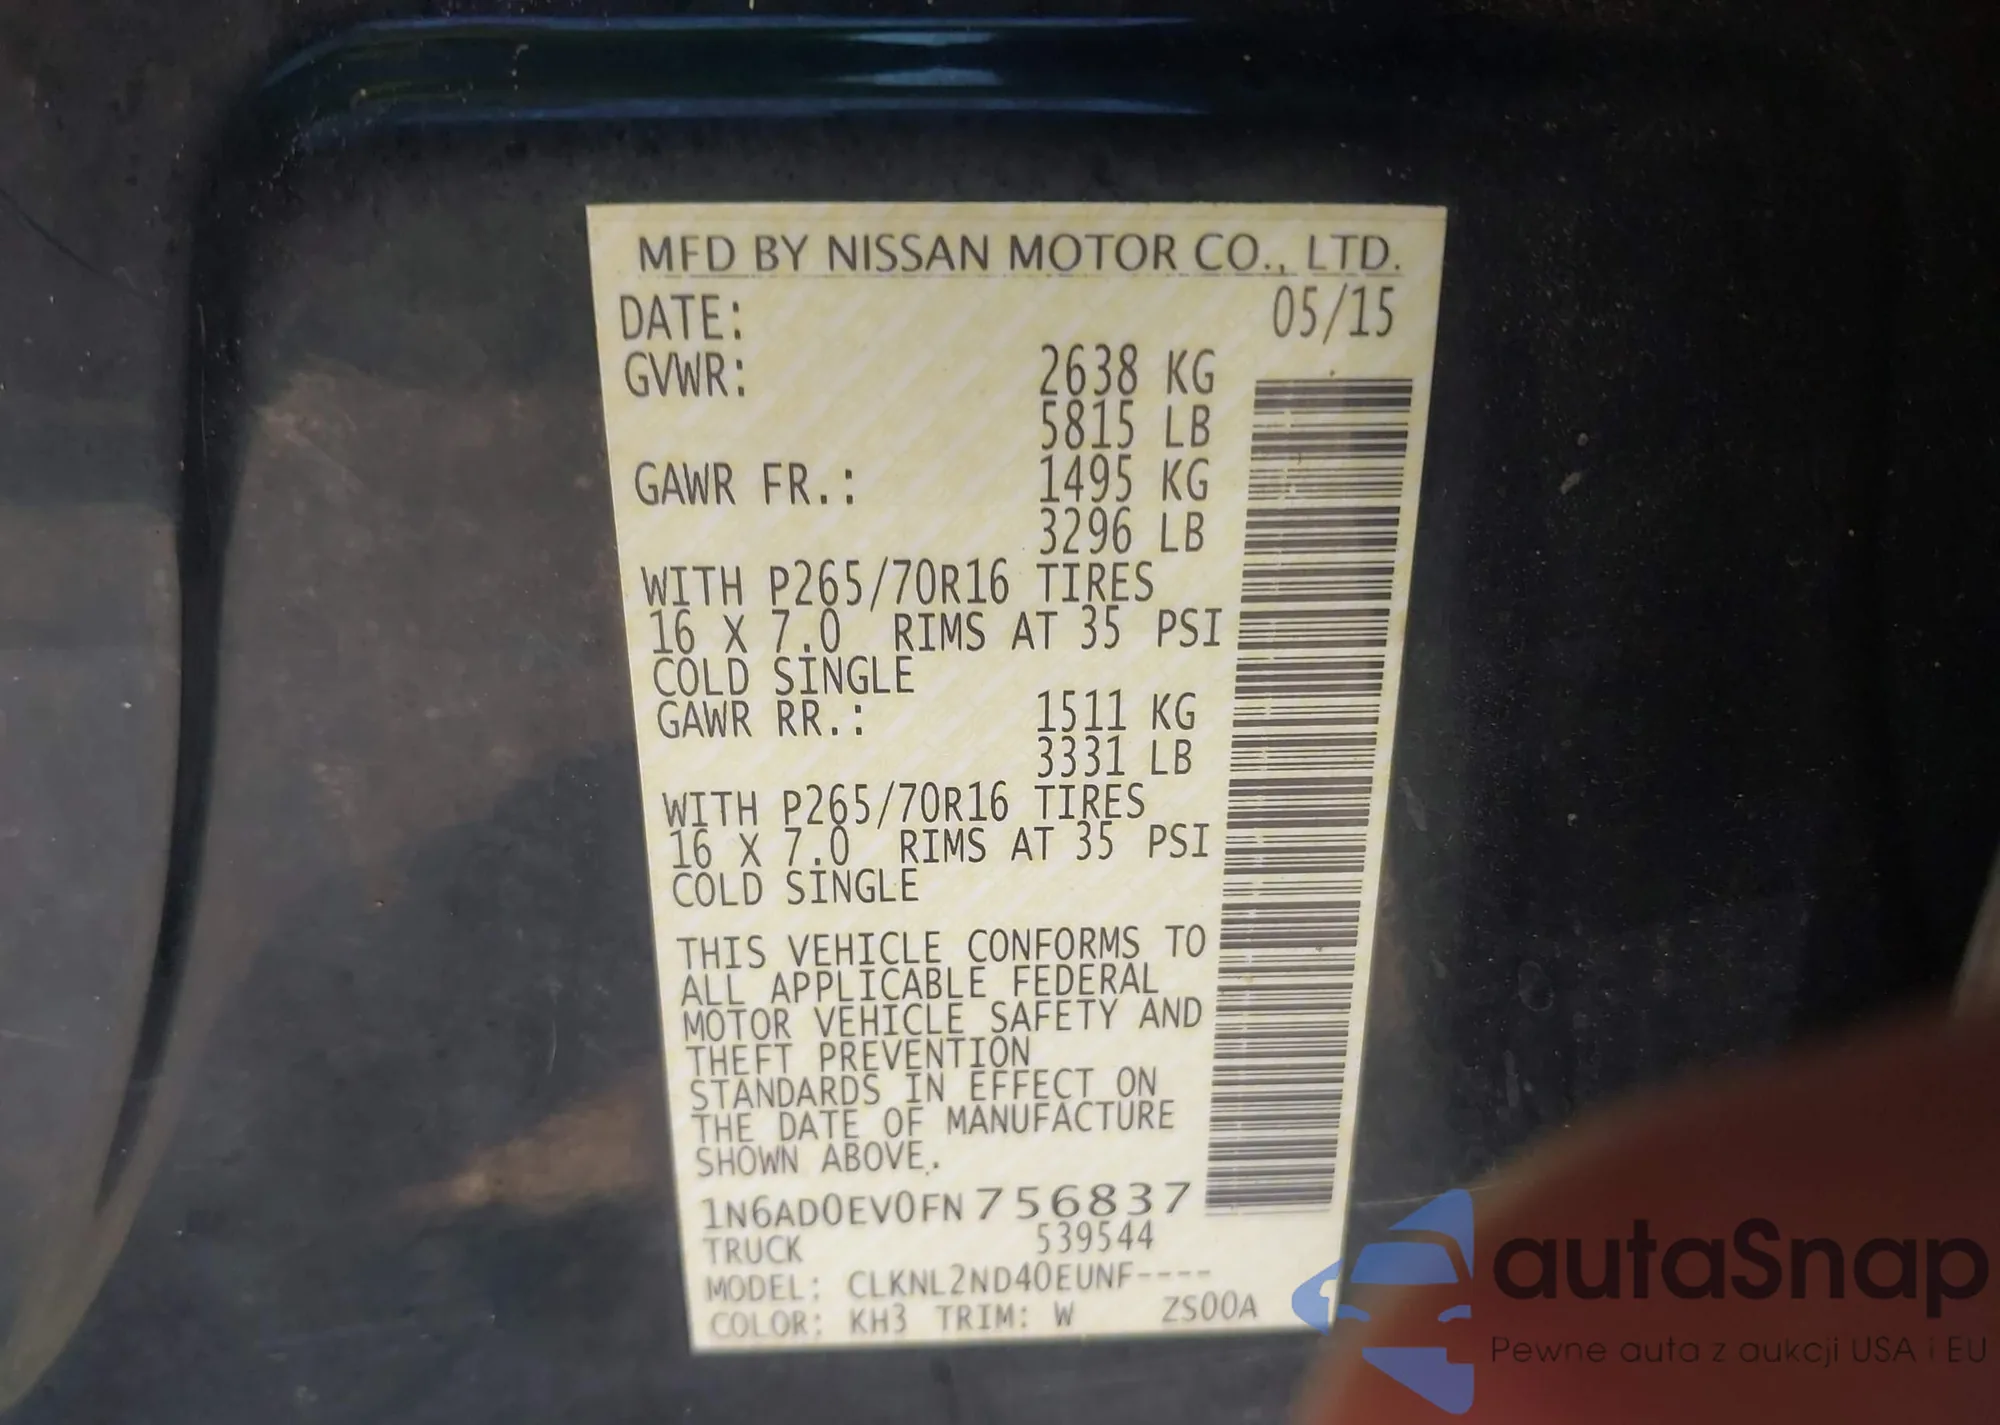 MFD BY NISSAN MOTOR CO., LTD.
DATE: 05/15
GVWR: 2638 KG
5815 LB
GAWR FR.: 1495 KG
3296 LB
WITH P265/70R16 TIRES
16 X 7.0 RIMS AT 35 PSI
COLD SINGLE
GAWR RR.: 1511 KG
3331 LB
WITH P265/70R16 TIRES
16 X 7.0 RIMS AT 35 PSI
COLD SINGLE
THIS VEHICLE CONFORMS TO
ALL APPLICABLE FEDERAL
MOTOR VEHICLE SAFETY AND
THEFT PREVENTION
STANDARDS IN EFFECT ON
THE DATE OF MANUFACTURE
SHOWN ABOVE.
1N6AD0EV0FN756837
TRUCK 539544
MODEL: CLKNL2ND40EUNF----
COLOR: KH3 TRIM: W ZS00A
autaSnap
Pewne auta z aukcji USA i EU